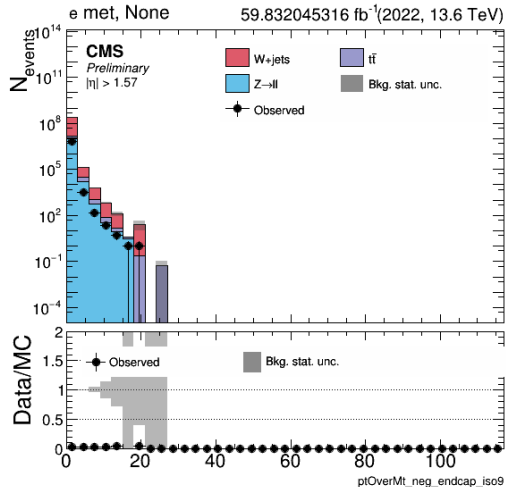 e met, None 59.832045316 fb⁻¹(2022, 13.6 TeV)
CMS
Preliminary
|η| > 1.57
W+jets
tt̄
Z→ll
Bkg. stat. unc.
Observed
N_events
10¹⁴
10¹¹
10⁸
10⁵
10²
10⁻¹
10⁻⁴
Data/MC
Observed
Bkg. stat. unc.
2
1.5
1
0.5
0
0 20 40 60 80 100
ptOverMt_neg_endcap_iso9